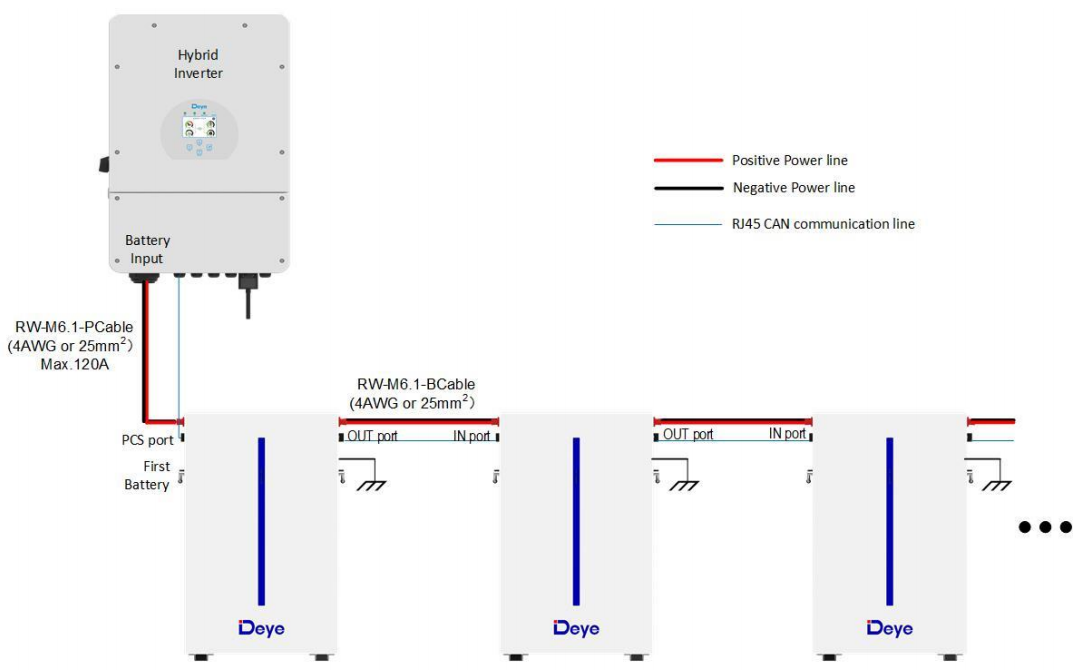 Hybrid
Inverter
Deye
Positive Power line
Negative Power line
RJ45 CAN communication line
Battery
Input
RW-M6.1-PCable
(4AWG or 25mm²)
Max.120A
RW-M6.1-BCable
(4AWG or 25mm²)
PCS port
OUT port
IN port
OUT port
IN port
First
Battery
Deye
Deye
Deye